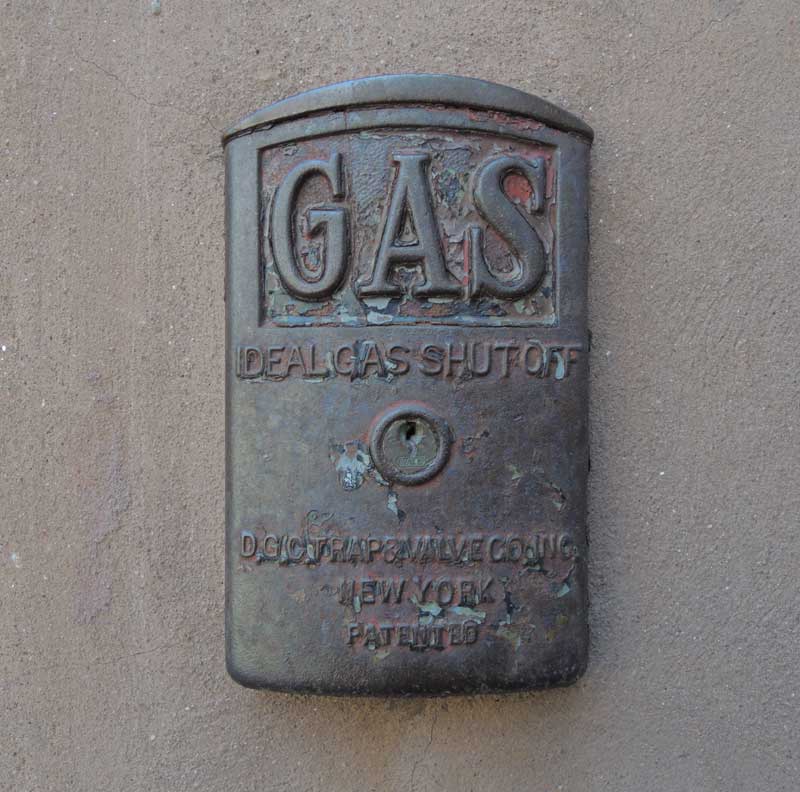 GAS
IDEAL GAS SHUT-OFF
D.G.C. TRAP & VALVE CO. INC.
NEW YORK
PATENTED